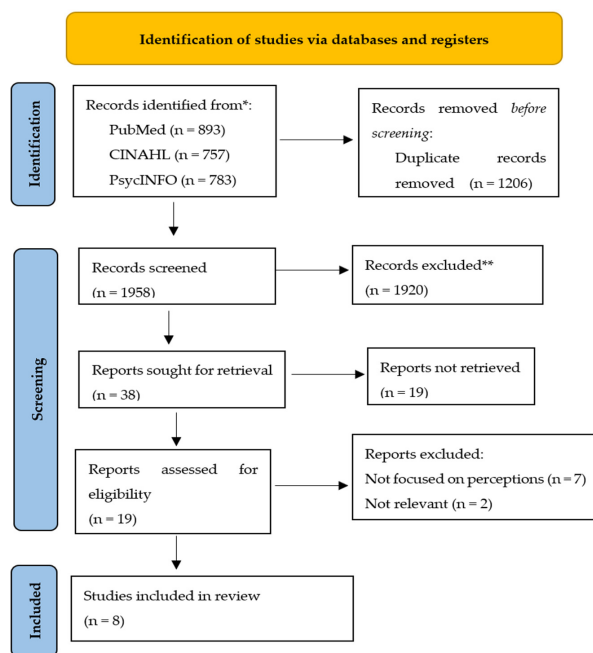 Identification of studies via databases and registers
Identification
Records identified from*:
PubMed (n = 893)
CINAHL (n = 757)
PsycINFO (n = 783)
Records removed before
screening:
Duplicate records
removed (n = 1206)
Screening
Records screened
(n = 1958)
Records excluded**
(n = 1920)
Reports sought for retrieval
(n = 38)
Reports not retrieved
(n = 19)
Reports assessed for
eligibility
(n = 19)
Reports excluded:
Not focused on perceptions (n = 7)
Not relevant (n = 2)
Included
Studies included in review
(n = 8)